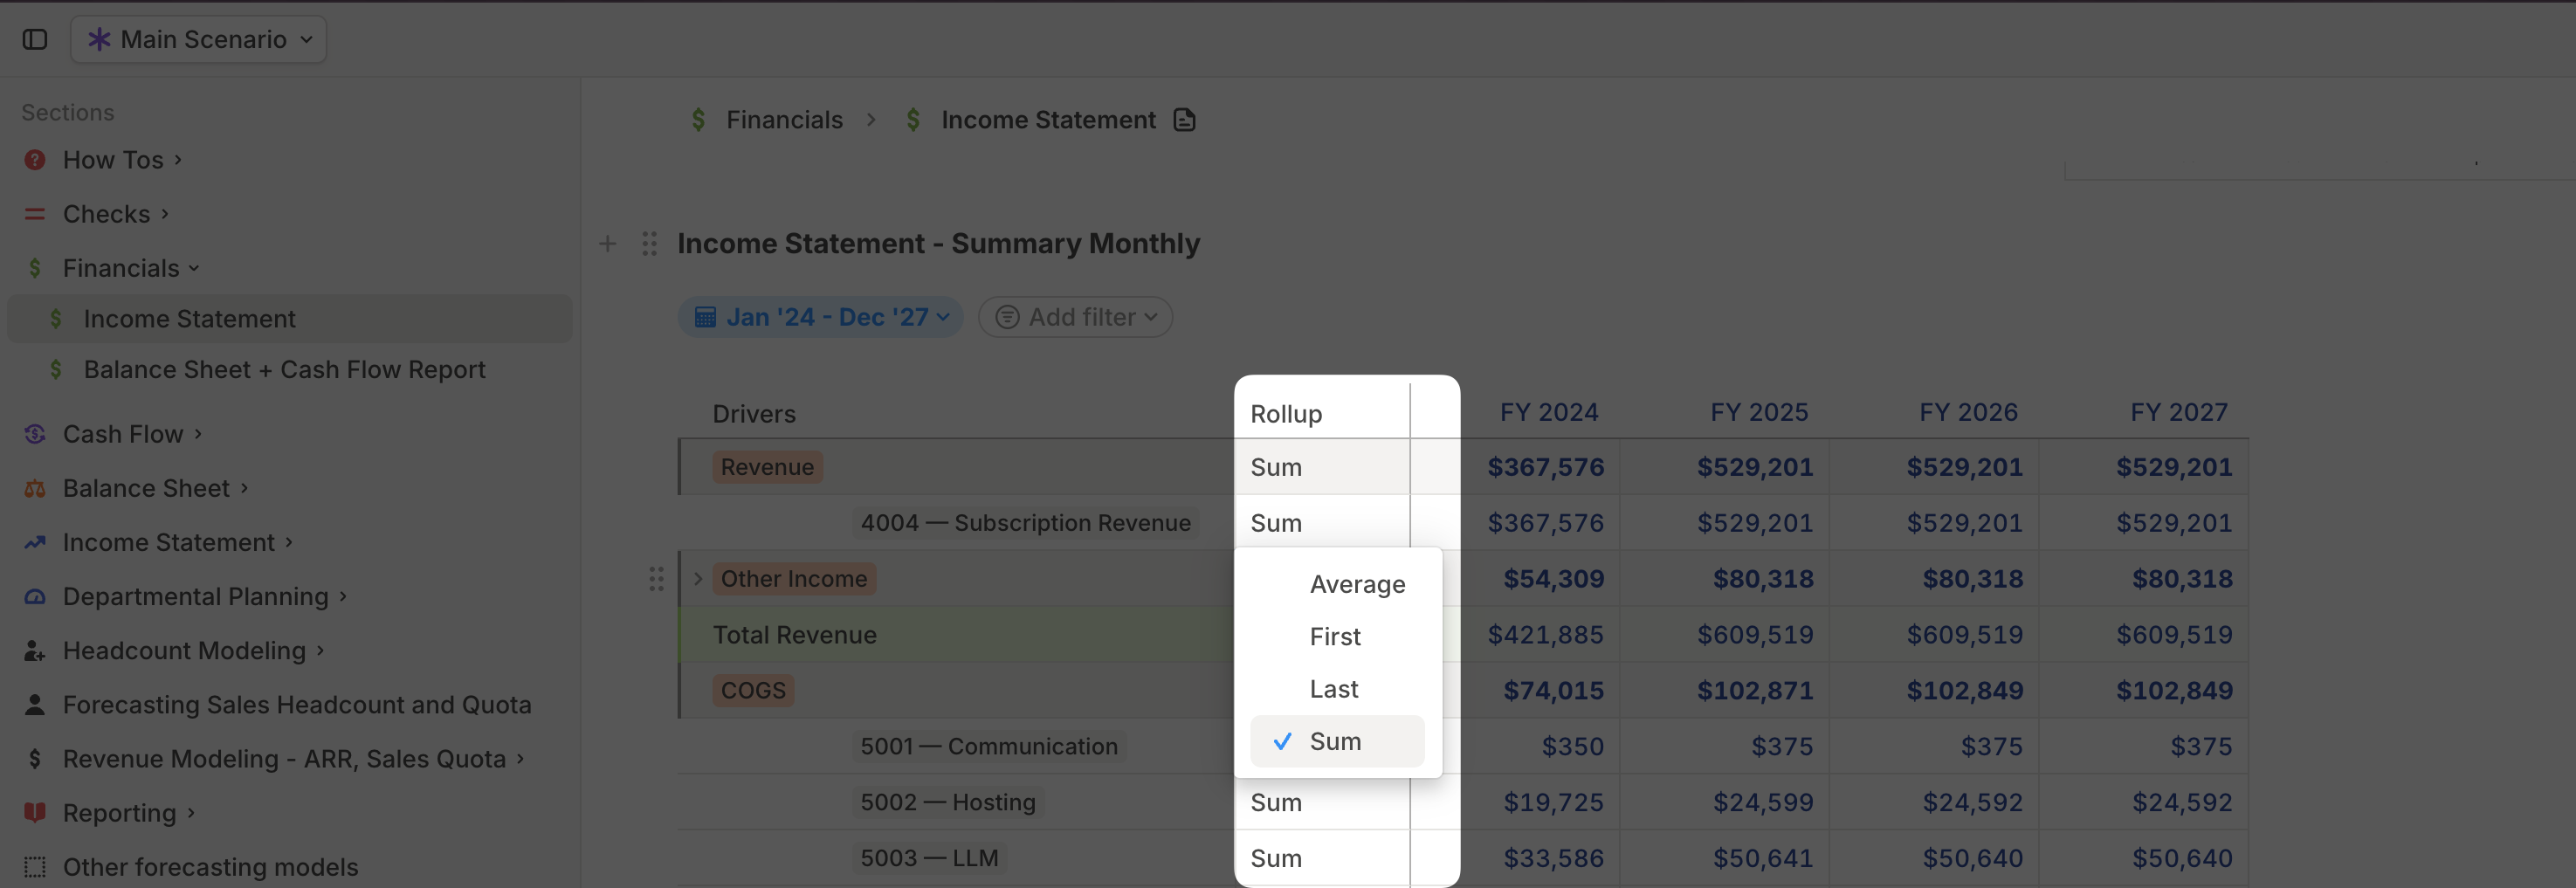 Main Scenario
Sections
How Tos
Checks
Financials
Income Statement
Balance Sheet + Cash Flow Report
Cash Flow
Balance Sheet
Income Statement
Departmental Planning
Headcount Modeling
Forecasting Sales Headcount and Quota
Revenue Modeling - ARR, Sales Quota
Reporting
Other forecasting models
Financials > Income Statement
Income Statement - Summary Monthly
Jan '24 - Dec '27 Add filter
Drivers Rollup FY 2024 FY 2025 FY 2026 FY 2027
Revenue Sum $367,576 $529,201 $529,201 $529,201
4004 — Subscription Revenue Sum $367,576 $529,201 $529,201 $529,201
Other Income $54,309 $80,318 $80,318 $80,318
Total Revenue $421,885 $609,519 $609,519 $609,519
COGS $74,015 $102,871 $102,849 $102,849
5001 — Communication $350 $375 $375 $375
Average
First
Last
Sum
5002 — Hosting Sum $19,725 $24,599 $24,592 $24,592
5003 — LLM Sum $33,586 $50,641 $50,640 $50,640